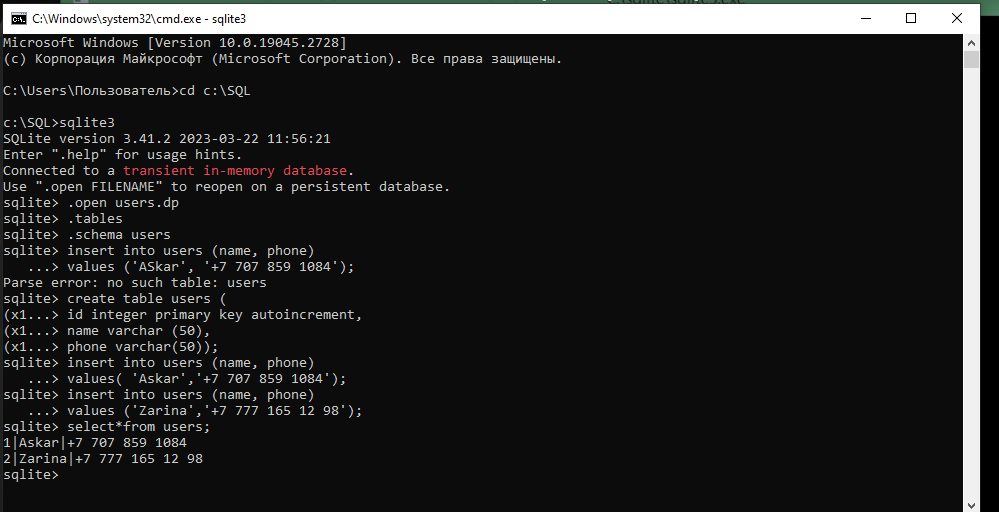 C:\Windows\system32\cmd.exe - sqlite3
Microsoft Windows [Version 10.0.19045.2728]
(c) Корпорация Майкрософт (Microsoft Corporation). Все права защищены.
C:\Users\Пользователь>cd c:\SQL
c:\SQL>sqlite3
SQLite version 3.41.2 2023-03-22 11:56:21
Enter ".help" for usage hints.
Connected to a transient in-memory database.
Use ".open FILENAME" to reopen on a persistent database.
sqlite> .open users.dp
sqlite> .tables
sqlite> .schema users
sqlite> insert into users (name, phone)
   ...> values ('ASkar', '+7 707 859 1084');
Parse error: no such table: users
sqlite> create table users (
(x1...> id integer primary key autoincrement,
(x1...> name varchar (50),
(x1...> phone varchar(50));
sqlite> insert into users (name, phone)
   ...> values( 'Askar','+7 707 859 1084');
sqlite> insert into users (name, phone)
   ...> values ('Zarina','+7 777 165 12 98');
sqlite> select*from users;
1|Askar|+7 707 859 1084
2|Zarina|+7 777 165 12 98
sqlite>